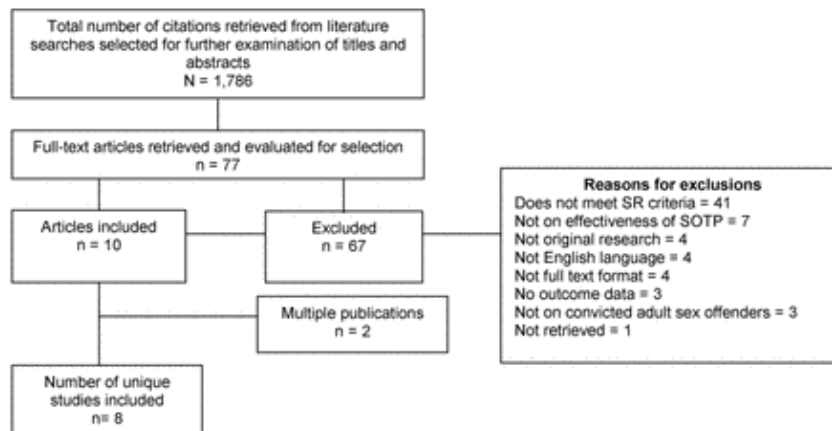 Total number of citations retrieved from literature
searches selected for further examination of titles and
abstracts
N = 1,786
Full-text articles retrieved and evaluated for selection
n = 77
Articles included
n = 10
Excluded
n = 67
Reasons for exclusions
Does not meet SR criteria = 41
Not on effectiveness of SOTP = 7
Not original research = 4
Not English language = 4
Not full text format = 4
No outcome data = 3
Not on convicted adult sex offenders = 3
Not retrieved = 1
Multiple publications
n = 2
Number of unique
studies included
n= 8